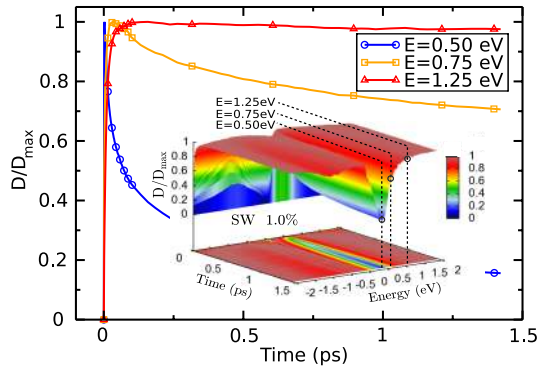 D/D_max
1
0.8
0.6
0.4
0.2
0
0
0.5
1
1.5
Time (ps)
E=0.50 eV
E=0.75 eV
E=1.25 eV
E=1.25eV
E=0.75eV
E=0.50eV
D/D_max
1
0.8
0.6
0.4
0.2
0
SW 1.0%
1
0.8
0.6
0.4
0.2
0
0
0.5
1
1.5
Time (ps)
-2
-1.5
-1
-0.5
0
0.5
1
1.5
2
Energy (eV)